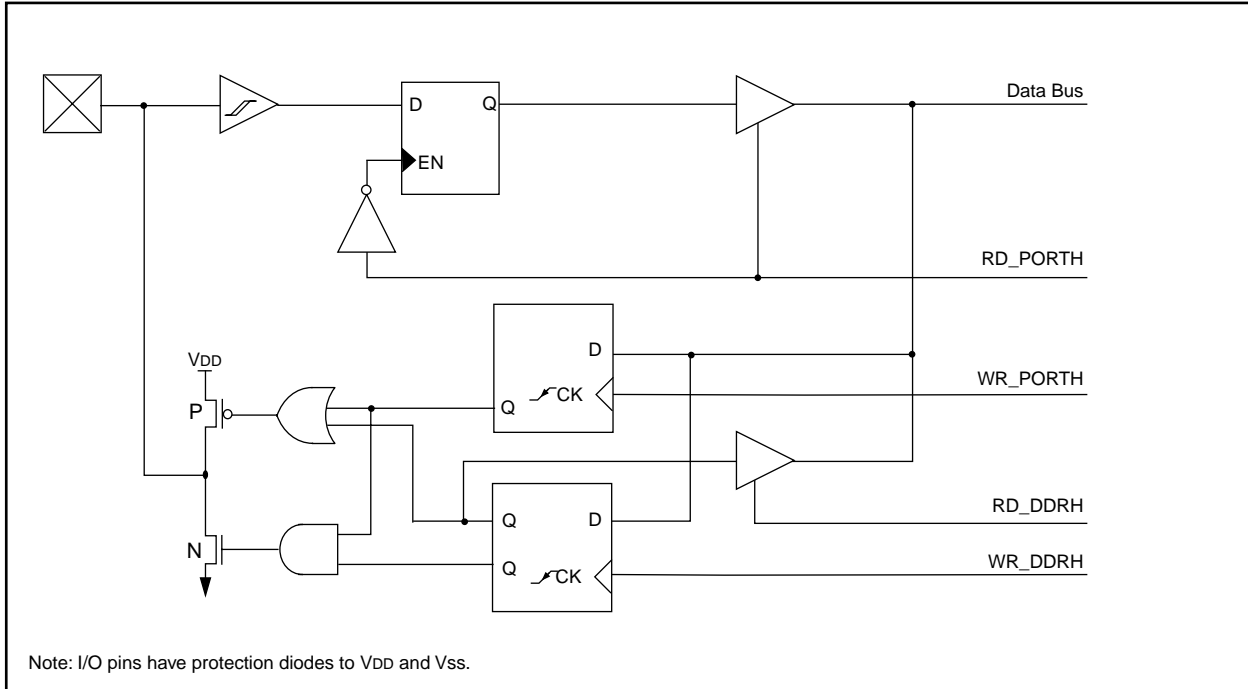 Data Bus
D
Q
EN
RD_PORTH
D
VDD
WR_PORTH
P
Q
CK
RD_DDRH
Q
D
N
Q
CK
WR_DDRH
Note: I/O pins have protection diodes to VDD and Vss.